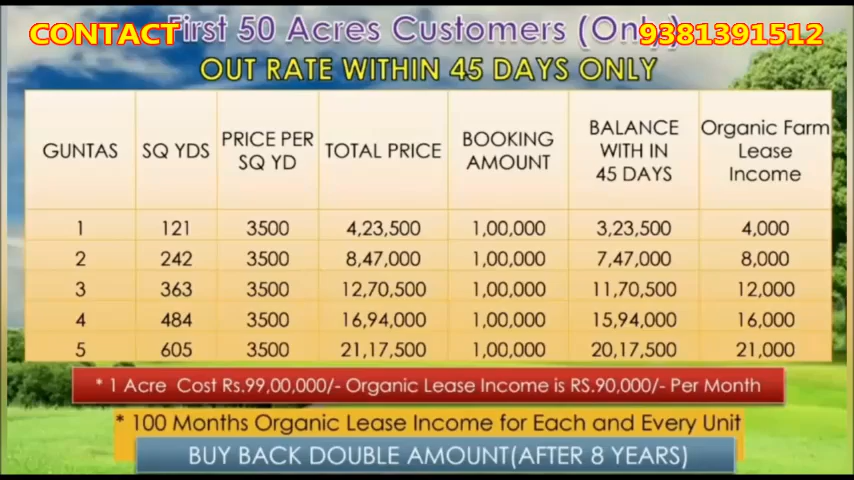 First 50 Acres Customers (Only)
CONTACT 9381391512
OUT RATE WITHIN 45 DAYS ONLY
GUNTAS SQ YDS PRICE PER SQ YD TOTAL PRICE BOOKING AMOUNT BALANCE WITH IN 45 DAYS Organic Farm Lease Income
1 121 3500 4,23,500 1,00,000 3,23,500 4,000
2 242 3500 8,47,000 1,00,000 7,47,000 8,000
3 363 3500 12,70,500 1,00,000 11,70,500 12,000
4 484 3500 16,94,000 1,00,000 15,94,000 16,000
5 605 3500 21,17,500 1,00,000 20,17,500 21,000
* 1 Acre Cost Rs.99,00,000/- Organic Lease Income is RS.90,000/- Per Month
* 100 Months Organic Lease Income for Each and Every Unit
BUY BACK DOUBLE AMOUNT(AFTER 8 YEARS)